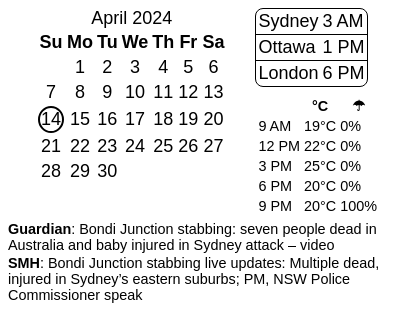 April 2024
Su Mo Tu We Th Fr Sa
1 2 3 4 5 6
7 8 9 10 11 12 13
14 15 16 17 18 19 20
21 22 23 24 25 26 27
28 29 30
Sydney 3 AM
Ottawa 1 PM
London 6 PM
°C ☂
9 AM 19°C 0%
12 PM 22°C 0%
3 PM 25°C 0%
6 PM 20°C 0%
9 PM 20°C 100%
Guardian: Bondi Junction stabbing: seven people dead in
Australia and baby injured in Sydney attack – video
SMH: Bondi Junction stabbing live updates: Multiple dead,
injured in Sydney’s eastern suburbs; PM, NSW Police
Commissioner speak